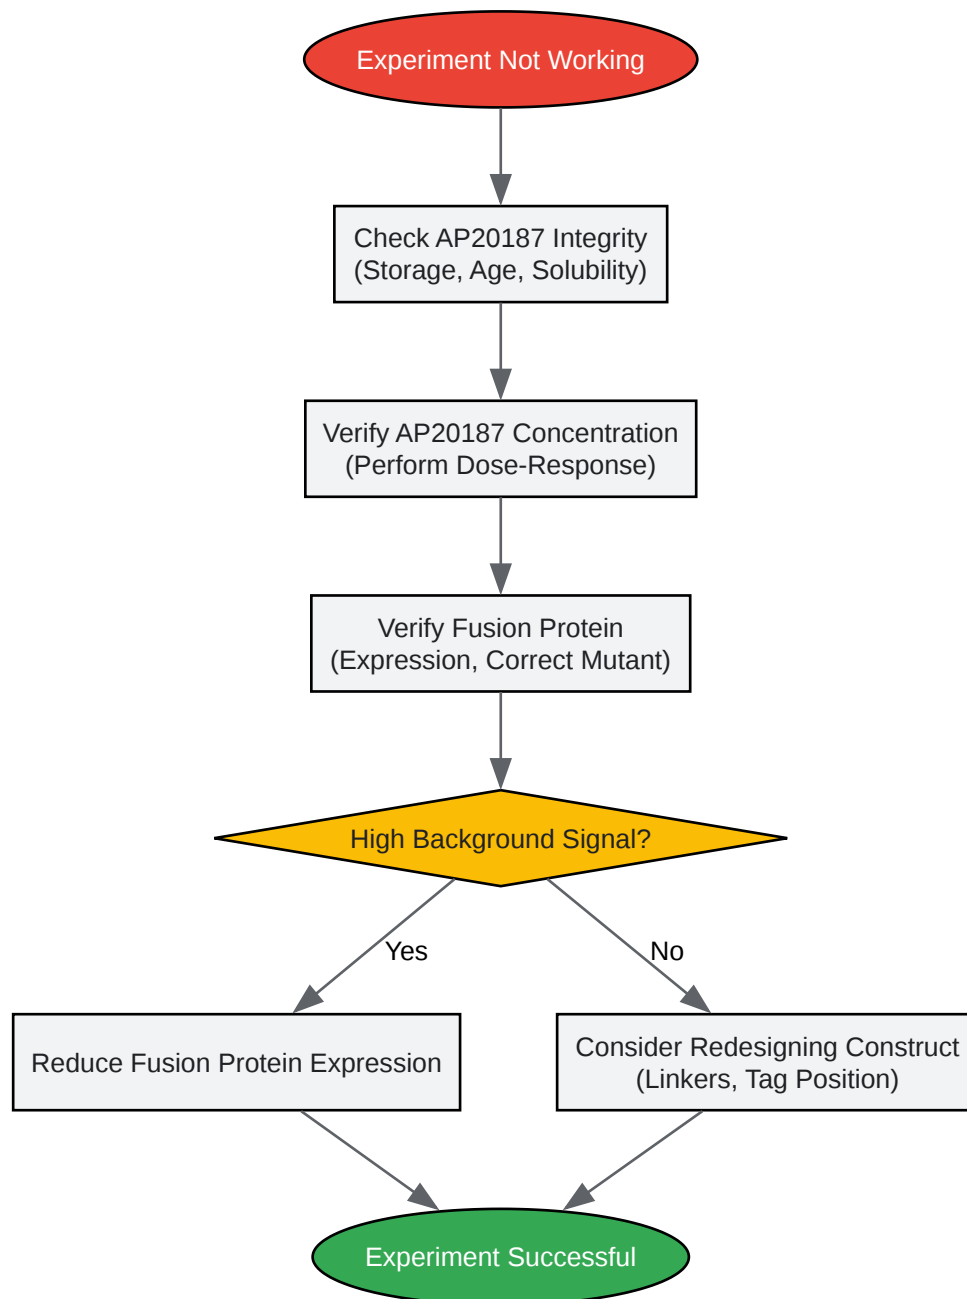 Experiment Not Working
Check AP20187 Integrity
(Storage, Age, Solubility)
Verify AP20187 Concentration
(Perform Dose-Response)
Verify Fusion Protein
(Expression, Correct Mutant)
High Background Signal?
Yes
No
Reduce Fusion Protein Expression
Consider Redesigning Construct
(Linkers, Tag Position)
Experiment Successful